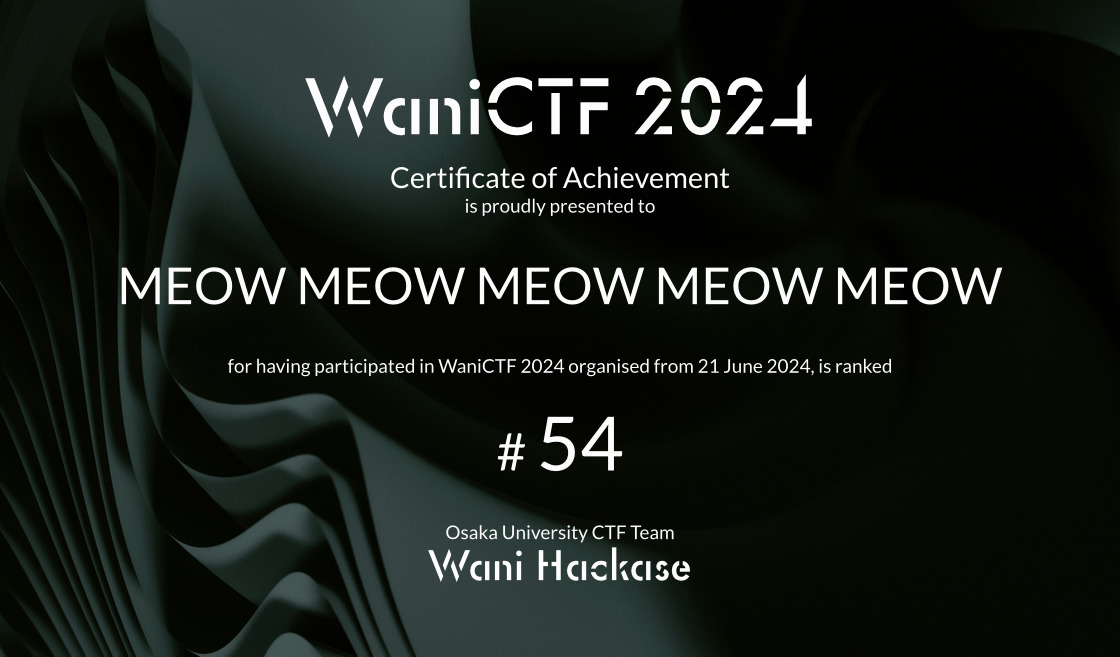 WaniCTF 2024
Certificate of Achievement
is proudly presented to
MEOW MEOW MEOW MEOW MEOW
for having participated in WaniCTF 2024 organised from 21 June 2024, is ranked
# 54
Osaka University CTF Team
Wani Hackase